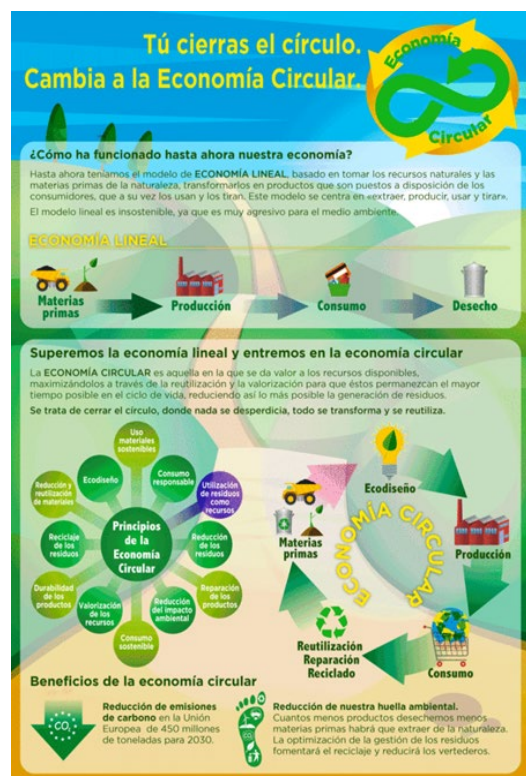 Tú cierras el círculo.
Cambia a la Economía Circular.
Economía
Circular
¿Cómo ha funcionado hasta ahora nuestra economía?
Hasta ahora teníamos el modelo de ECONOMÍA LINEAL, basado en tomar los recursos naturales y las
materias primas de la naturaleza, transformarlos en productos que son puestos a disposición de los
consumidores, que a su vez los usan y los tiran. Este modelo se centra en «extraer, producir, usar y tirar».
El modelo lineal es insostenible, ya que es muy agresivo para el medio ambiente.
ECONOMÍA LINEAL
Materias
primas
Producción
Consumo
Desecho
Superemos la economía lineal y entremos en la economía circular
La ECONOMÍA CIRCULAR es aquella en la que se da valor a los recursos disponibles,
maximizándolos a través de la reutilización y la valorización para que éstos permanezcan el mayor
tiempo posible en el ciclo de vida, reduciendo así lo más posible la generación de residuos.
Se trata de cerrar el círculo, donde nada se desperdicia, todo se transforma y se reutiliza.
Principios
de la
Economía
Circular
Uso
materiales
sostenibles
Consumo
responsable
Utilización
de residuos
como
recursos
Reducción
de los
residuos
Reparación
de los
productos
Reducción
del impacto
ambiental
Consumo
sostenible
Valorización
de los
recursos
Durabilidad
de los
productos
Reciclaje
de los
residuos
Reducción y
reutilización
de materiales
Ecodiseño
ECONOMÍA CIRCULAR
Ecodiseño
Producción
Consumo
Reutilización
Reparación
Reciclado
Materias
primas
Beneficios de la economía circular
CO₂
Reducción de emisiones
de carbono en la Unión
Europea de 450 millones
de toneladas para 2030.
CO₂
Reducción de nuestra huella ambiental.
Cuantos menos productos desechemos menos
materias primas habrá que extraer de la naturaleza.
La optimización de la gestión de los residuos
fomentará el reciclaje y reducirá los vertederos.